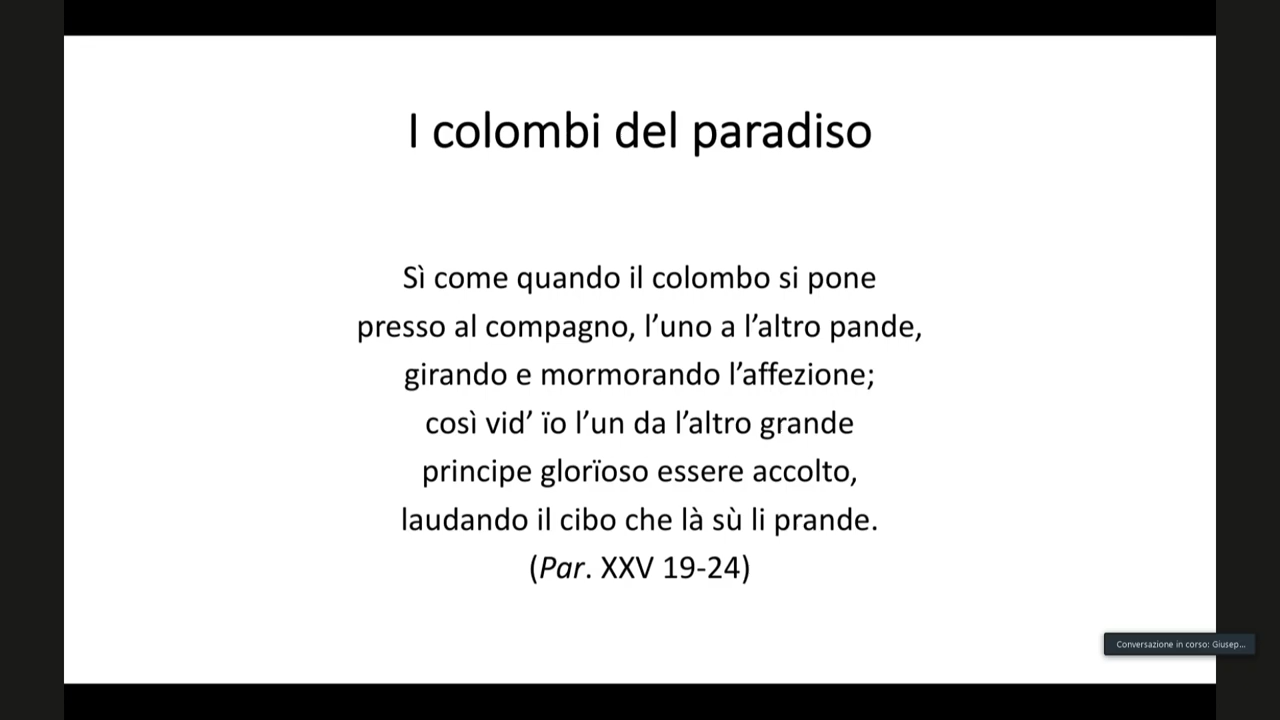 I colombi del paradiso
Sì come quando il colombo si pone
presso al compagno, l’uno a l’altro pande,
girando e mormorando l’affezione;
così vid’ ïo l’un da l’altro grande
principe glorïoso essere accolto,
laudando il cibo che là sù li prande.
(Par. XXV 19-24)
Conversazione in corso: Giusep...